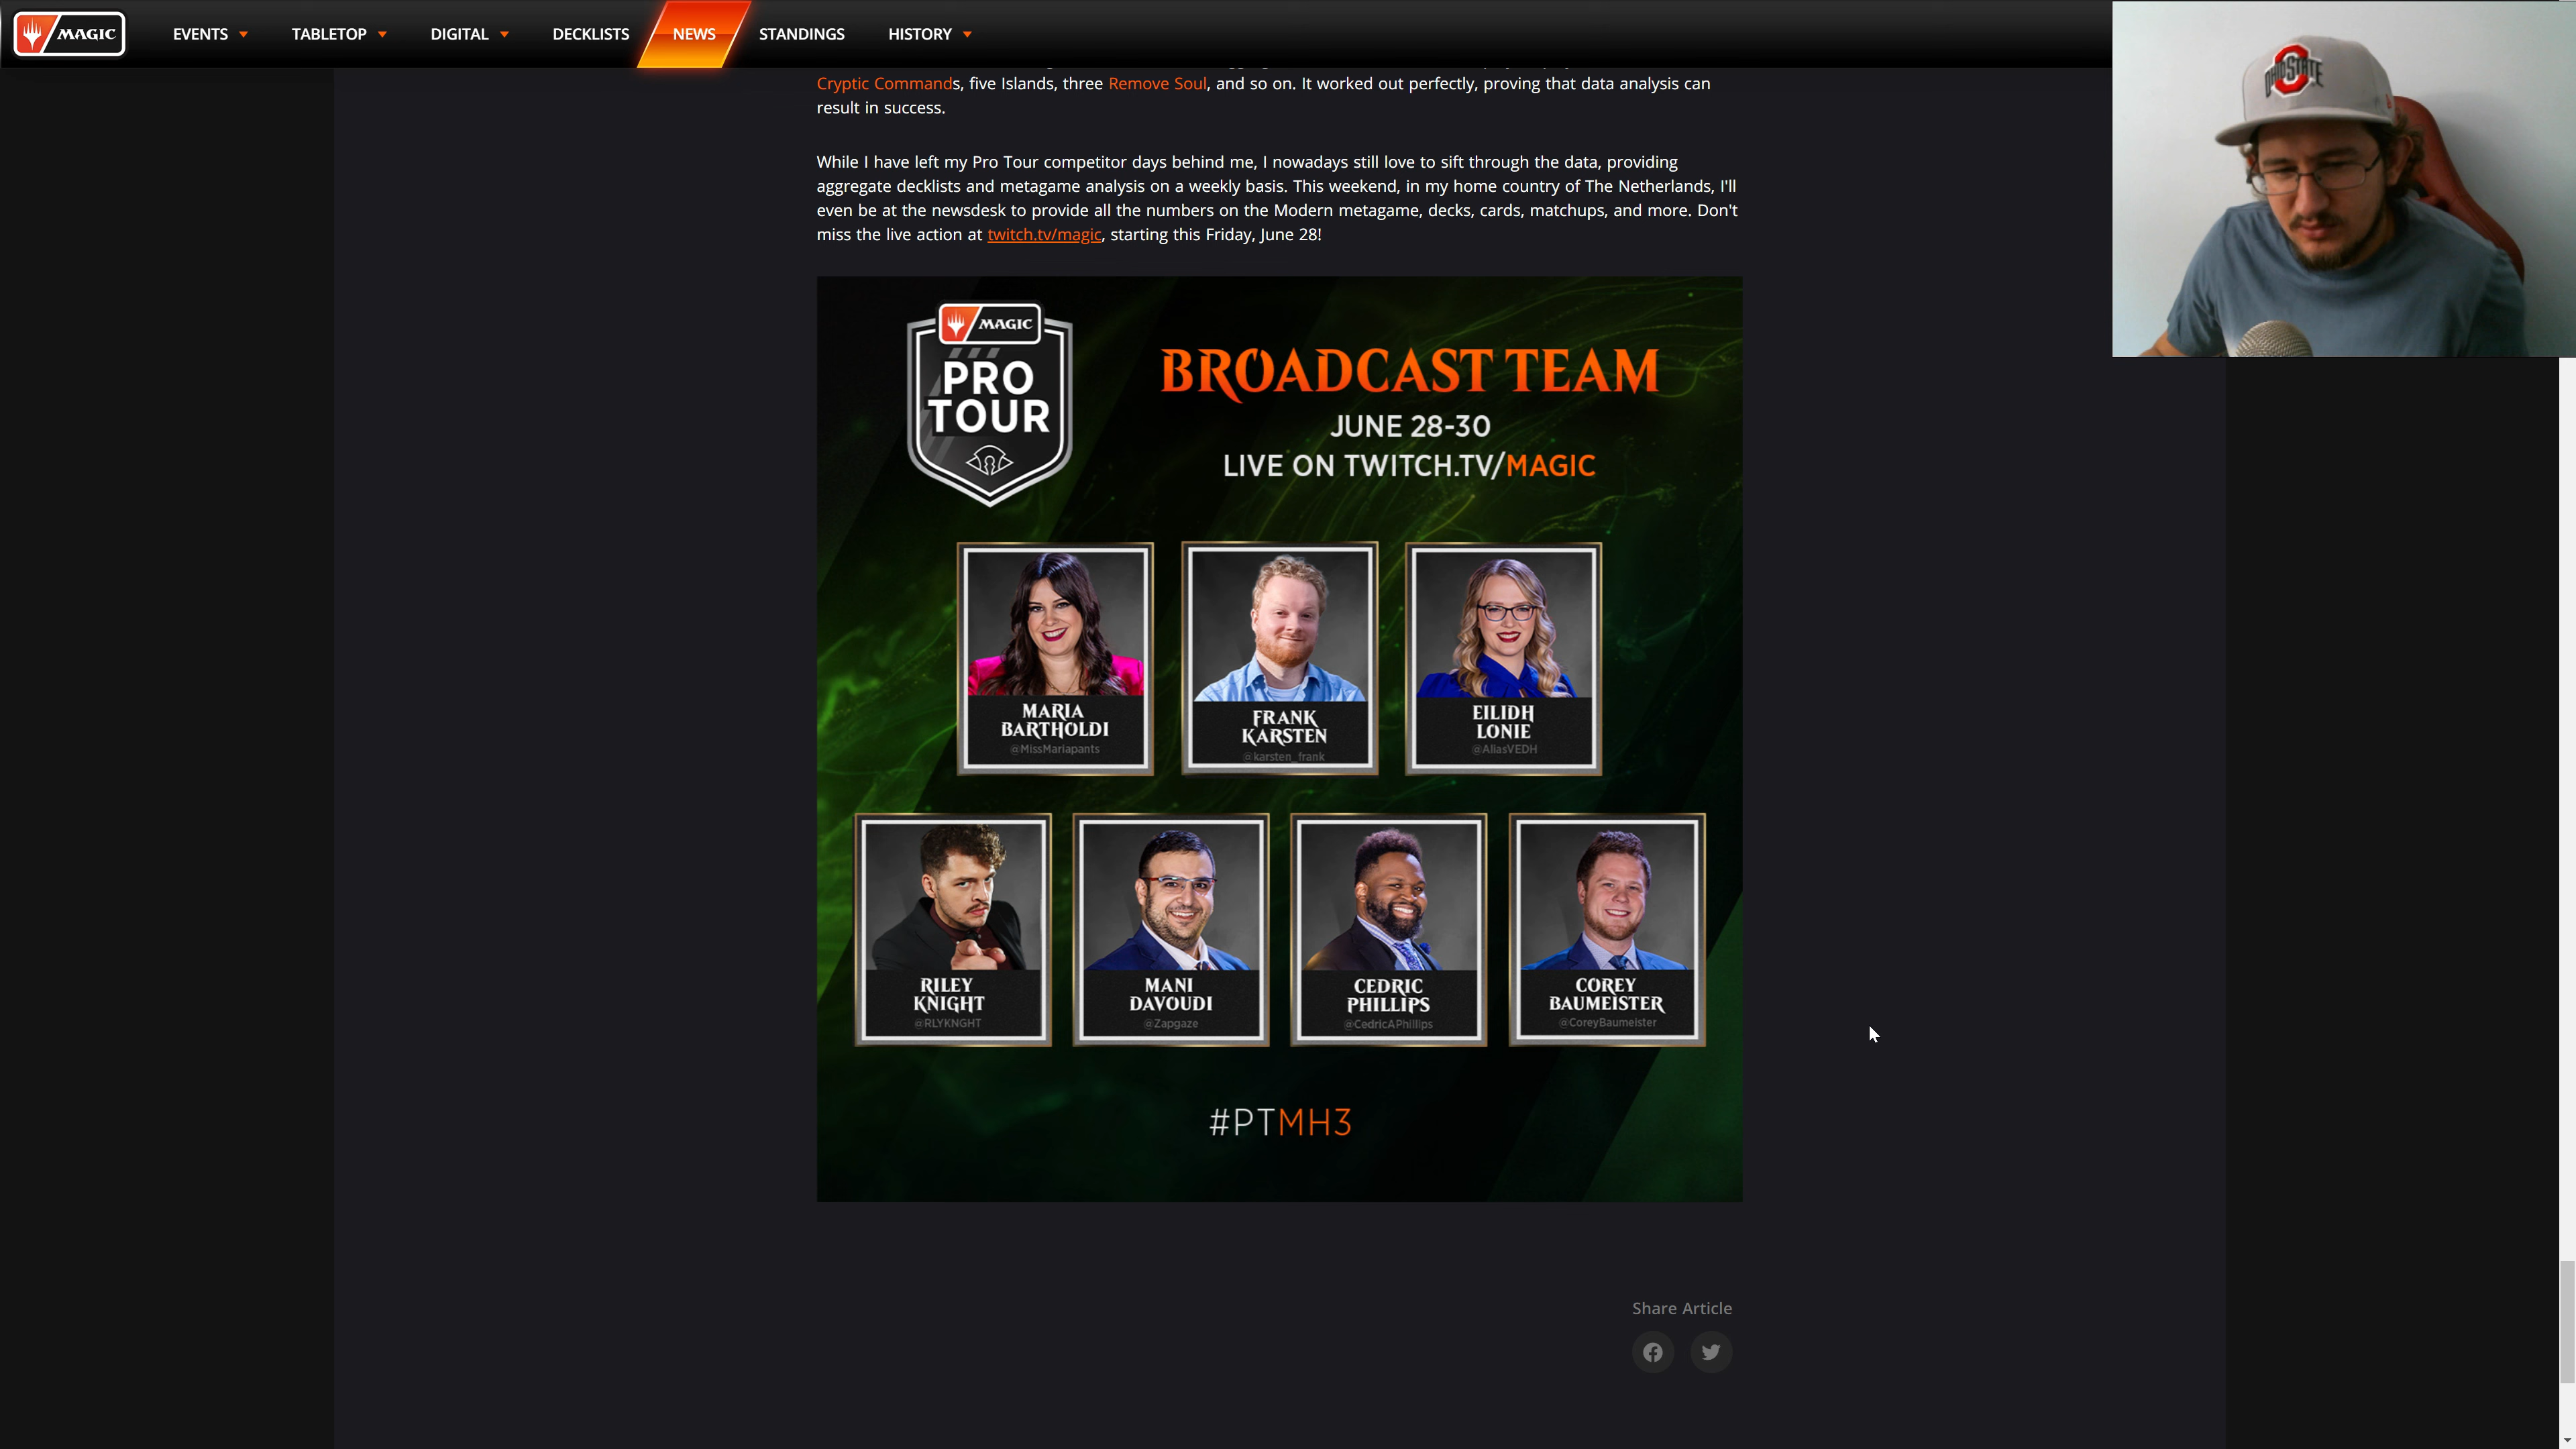 MAGIC EVENTS TABLETOP DIGITAL DECKLISTS NEWS STANDINGS HISTORY
Cryptic Commands, five Islands, three Remove Soul, and so on. It worked out perfectly, proving that data analysis can
result in success.
While I have left my Pro Tour competitor days behind me, I nowadays still love to sift through the data, providing
aggregate decklists and metagame analysis on a weekly basis. This weekend, in my home country of The Netherlands, I'll
even be at the newsdesk to provide all the numbers on the Modern metagame, decks, cards, matchups, and more. Don't
miss the live action at twitch.tv/magic, starting this Friday, June 28!
MAGIC
PRO
TOUR
BROADCAST TEAM
JUNE 28-30
LIVE ON TWITCH.TV/MAGIC
MARIA
BARTHOLDI
@MissMariapants
FRANK
KARSTEN
@karsten_frank
EILIDH
LONIE
@AliasVEDH
RILEY
KNIGHT
@RLYKNGHT
MANI
DAVOUDI
@Zapgaze
CEDRIC
PHILLIPS
@CedricAPhillips
COREY
BAUMEISTER
@CoreyBaumeister
#PTMH3
Share Article
OHIO STATE